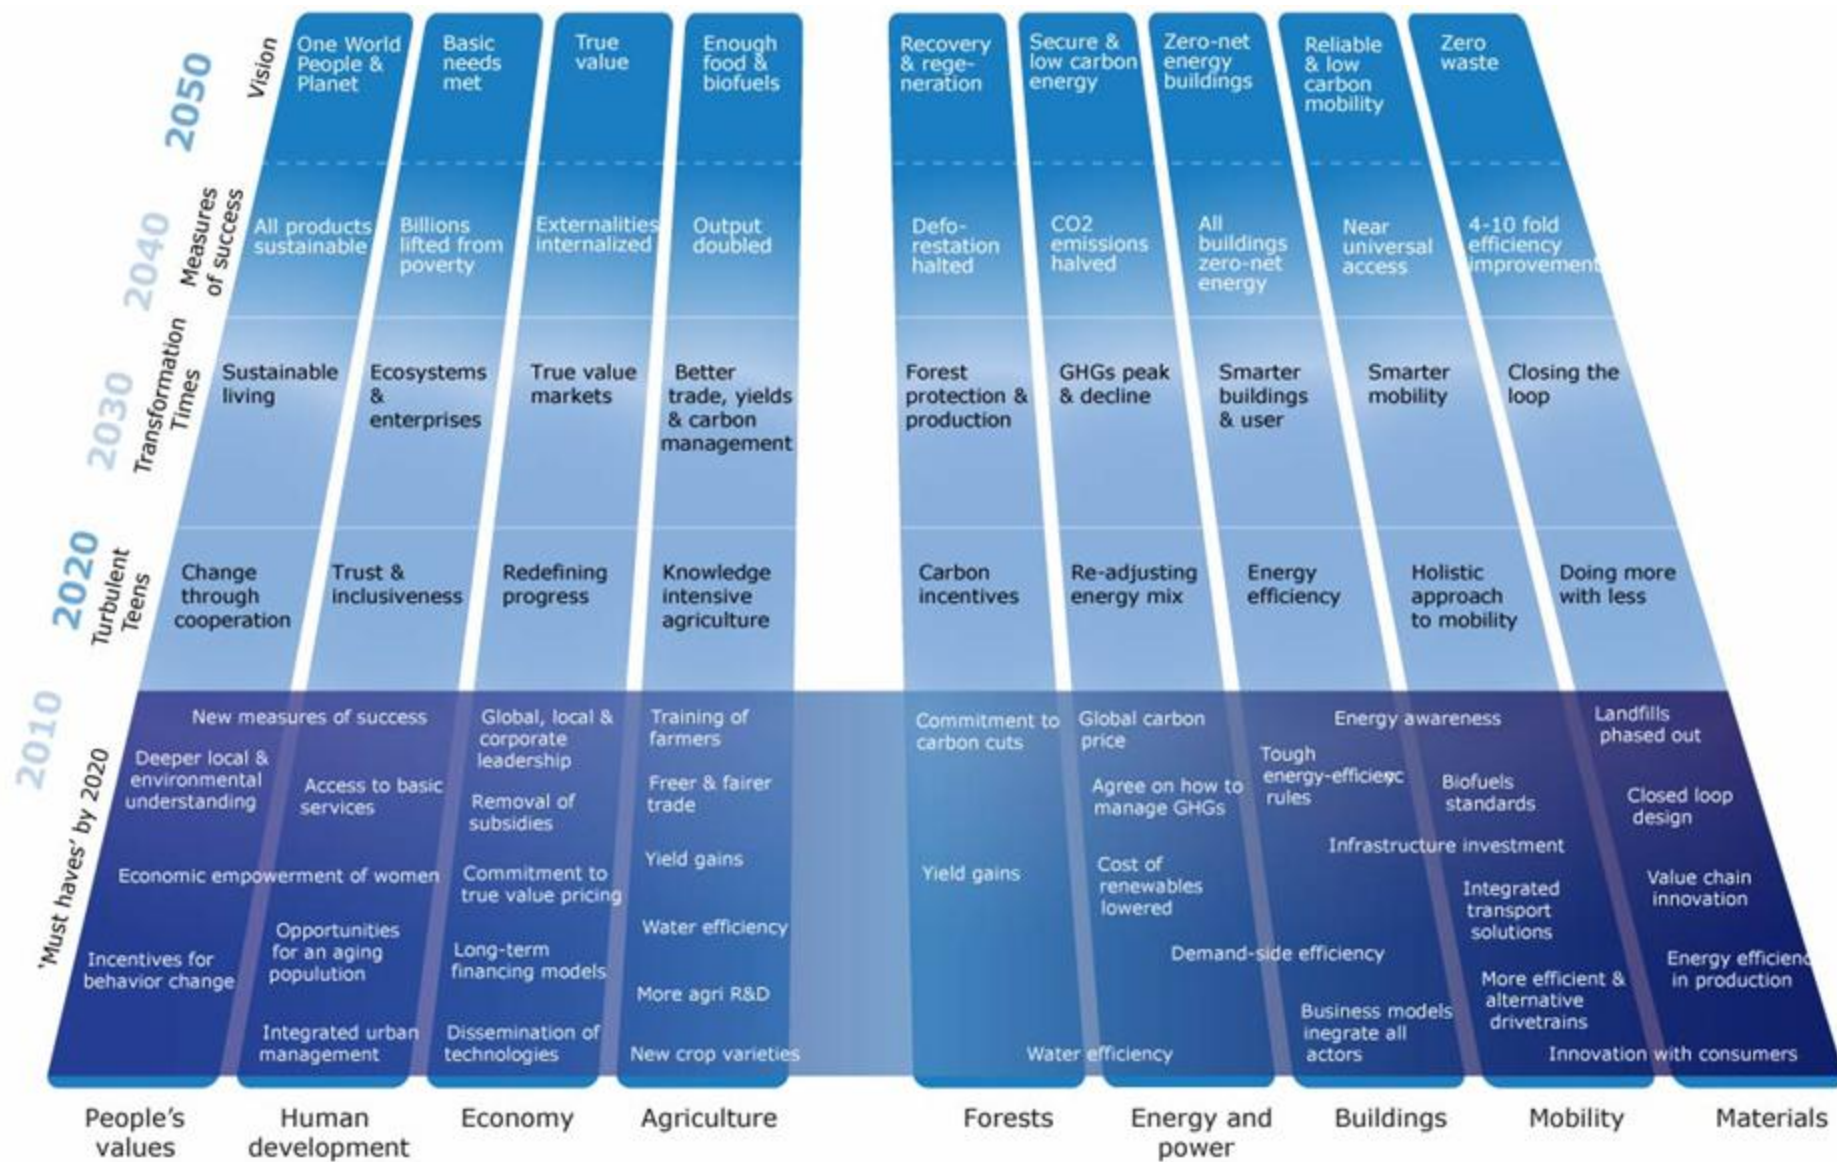 2050
Vision
One World
People &
Planet
Basic
needs
met
True
value
Enough
food &
biofuels
Recovery
& rege-
neration
Secure &
low carbon
energy
Zero-net
energy
buildings
Reliable
& low
carbon
mobility
Zero
waste
2040
Measures
of success
All products
sustainable
Billions
lifted from
poverty
Externalities
internalized
Output
doubled
Defo-
restation
halted
CO2
emissions
halved
All
buildings
zero-net
energy
Near
universal
access
4-10 fold
efficiency
improvement
2030
Transformation
Times
Sustainable
living
Ecosystems
&
enterprises
True value
markets
Better
trade, yields
& carbon
management
Forest
protection &
production
GHGs peak
& decline
Smarter
buildings
& user
Smarter
mobility
Closing the
loop
2020
Turbulent
Teens
Change
through
cooperation
Trust &
inclusiveness
Redefining
progress
Knowledge
intensive
agriculture
Carbon
incentives
Re-adjusting
energy mix
Energy
efficiency
Holistic
approach
to mobility
Doing more
with less
2010
'Must haves' by 2020
New measures of success
Deeper local &
environmental
understanding
Access to basic
services
Economic empowerment of women
Incentives for
behavior change
Opportunities
for an aging
populution
Integrated urban
management
Global, local &
corporate
leadership
Removal of
subsidies
Commitment to
true value pricing
Long-term
financing models
Dissemination of
technologies
Training of
farmers
Freer & fairer
trade
Yield gains
Water efficiency
More agri R&D
New crop varieties
Commitment to
carbon cuts
Yield gains
Water efficiency
Global carbon
price
Agree on how to
manage GHGs
Cost of
renewables
lowered
Demand-side efficiency
Energy awareness
Tough
rules
Infrastructure investment
Business models
inegrate all
actors
Biofuels
standards
Integrated
transport
solutions
More efficient &
alternative
drivetrains
Innovation with consumers
Landfills
phased out
Closed loop
design
Value chain
innovation
Energy efficienc
in production
People's
values
Human
development
Economy
Agriculture
Forests
Energy and
power
Buildings
Mobility
Materials